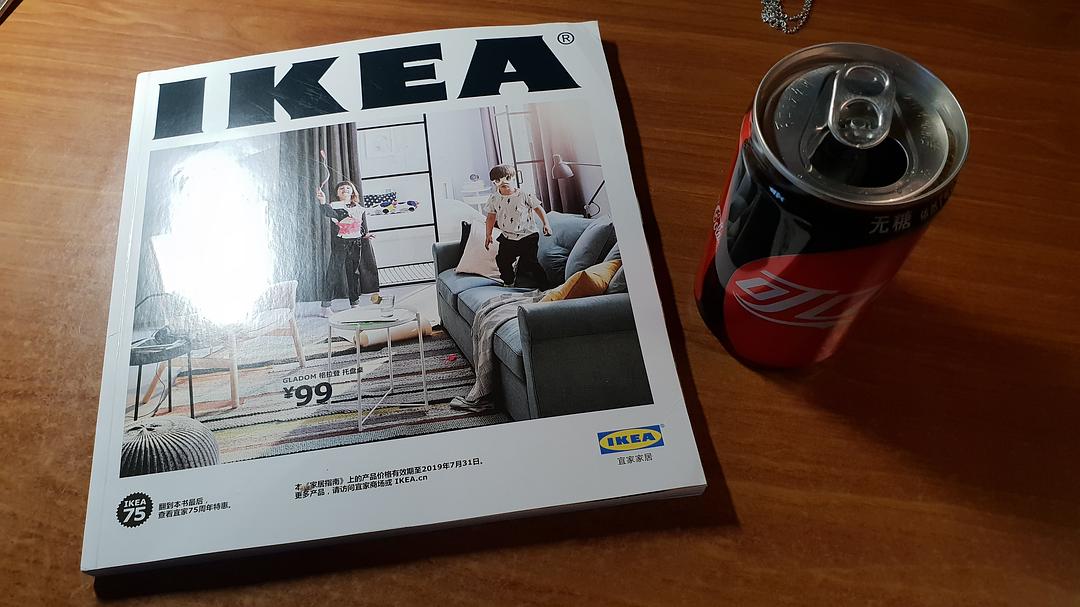 IKEA®
GLADOM 格拉登 托盘桌
¥99
IKEA®
宜家家居
本《家居指南》上的产品价格有效期至2019年7月31日。
更多产品，请访问宜家商场或 IKEA.cn
IKEA
75
翻到本书最后，
查看宜家75周年特惠。
无糖